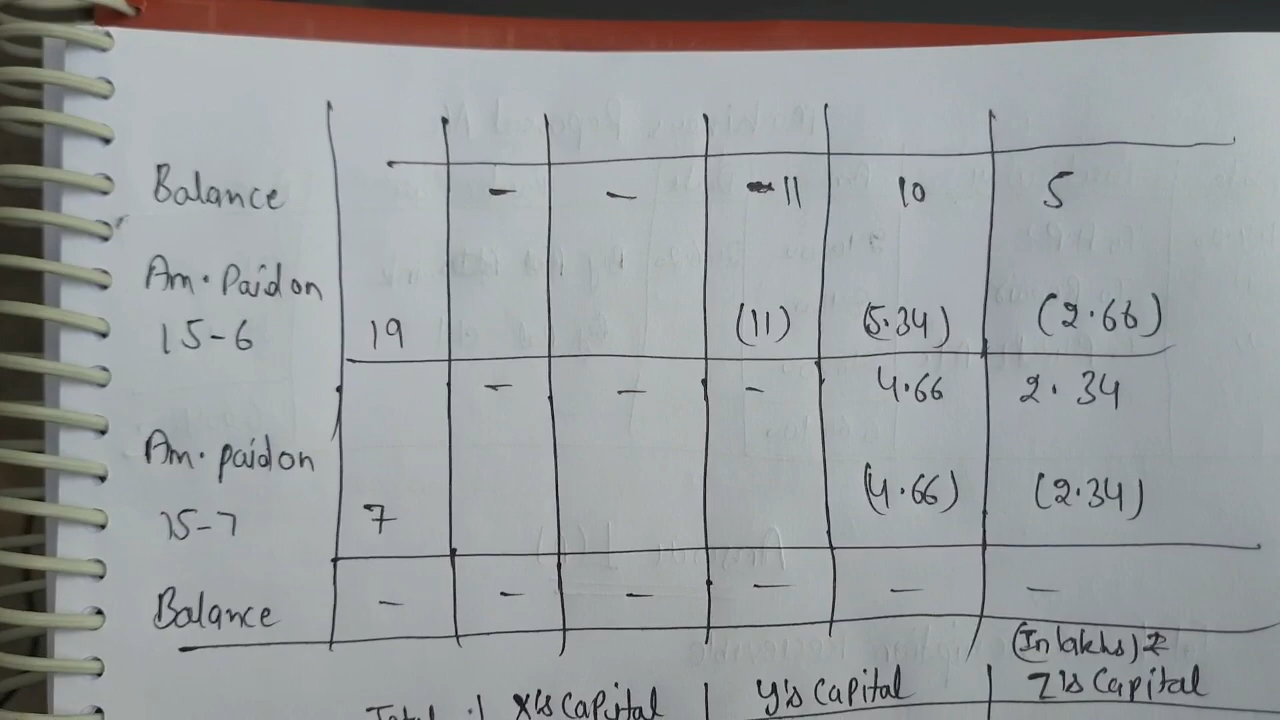 Balance - - -11 10 5
Am. Paid on
15-6 19 (11) (5.34) (2.66)
- - - 4.66 2.34
Am. paid on
15-7 7 (4.66) (2.34)
Balance - - - - - -
(In lakhs) ₹
X's Capital Y's Capital Z's Capital